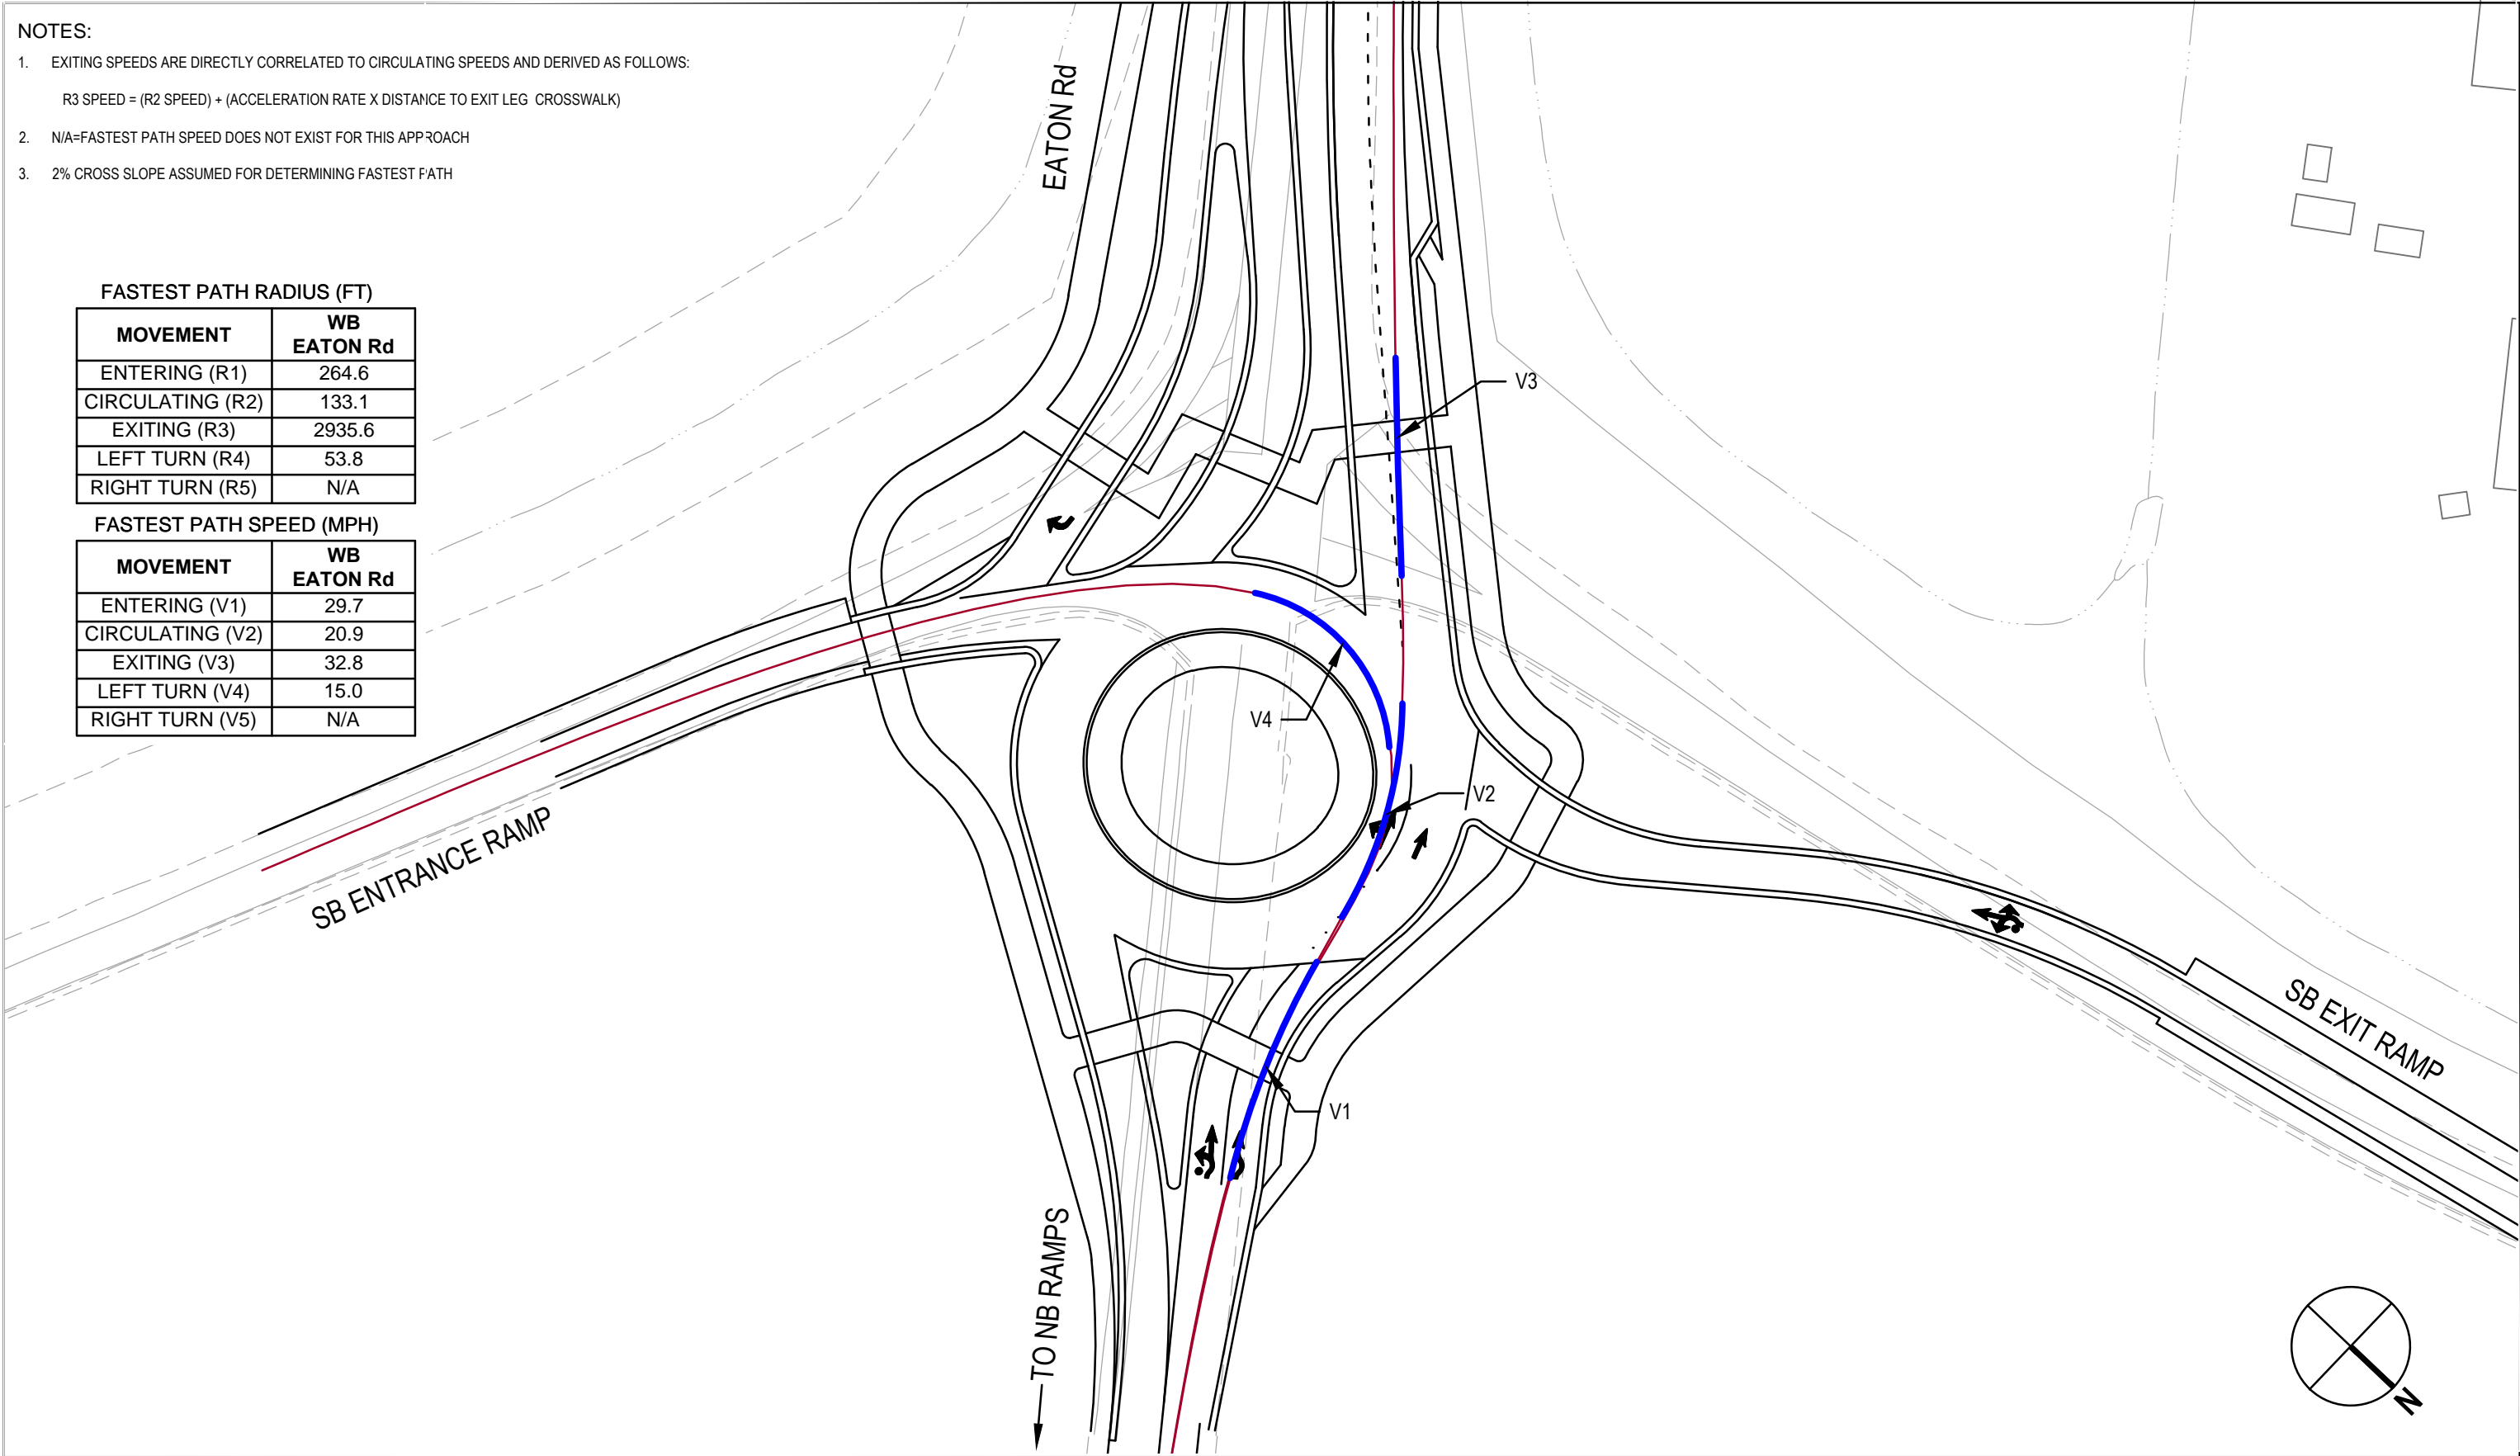 NOTES:
1. EXITING SPEEDS ARE DIRECTLY CORRELATED TO CIRCULATING SPEEDS AND DERIVED AS FOLLOWS:
R3 SPEED = (R2 SPEED) + (ACCELERATION RATE X DISTANCE TO EXIT LEG CROSSWALK)
2. N/A=FASTEST PATH SPEED DOES NOT EXIST FOR THIS APPROACH
3. 2% CROSS SLOPE ASSUMED FOR DETERMINING FASTEST PATH
EATON Rd
FASTEST PATH RADIUS (FT)
MOVEMENT WB EATON Rd
ENTERING (R1) 264.6
CIRCULATING (R2) 133.1
EXITING (R3) 2935.6
LEFT TURN (R4) 53.8
RIGHT TURN (R5) N/A
FASTEST PATH SPEED (MPH)
MOVEMENT WB EATON Rd
ENTERING (V1) 29.7
CIRCULATING (V2) 20.9
EXITING (V3) 32.8
LEFT TURN (V4) 15.0
RIGHT TURN (V5) N/A
V3
V4
V2
V1
SB ENTRANCE RAMP
SB EXIT RAMP
TO NB RAMPS
N